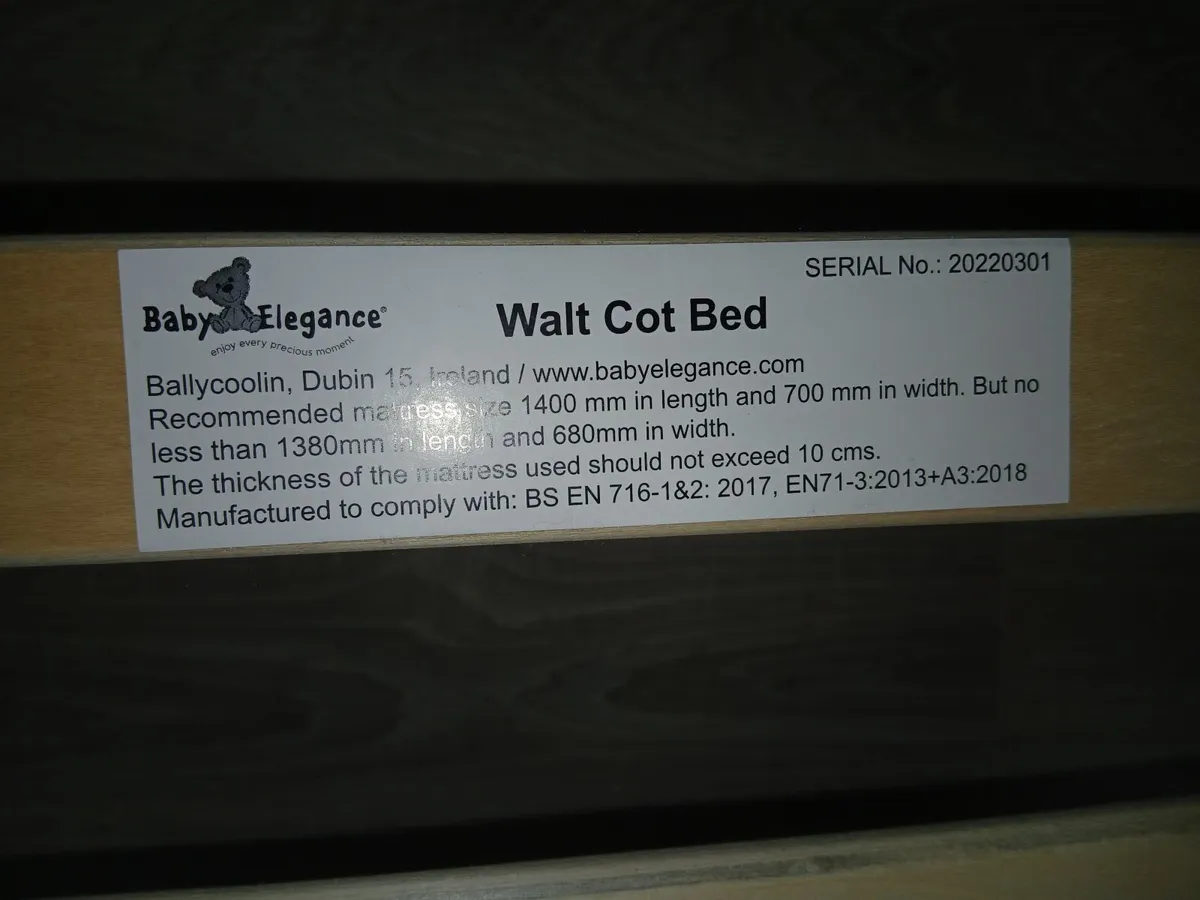 SERIAL No.: 20220301
Baby Elegance®
enjoy every precious moment
Walt Cot Bed
Ballycoolin, Dubin 15, Ireland / www.babyelegance.com
Recommended mattress size 1400 mm in length and 700 mm in width. But no
less than 1380mm in length and 680mm in width.
The thickness of the mattress used should not exceed 10 cms.
Manufactured to comply with: BS EN 716-1&2: 2017, EN71-3:2013+A3:2018